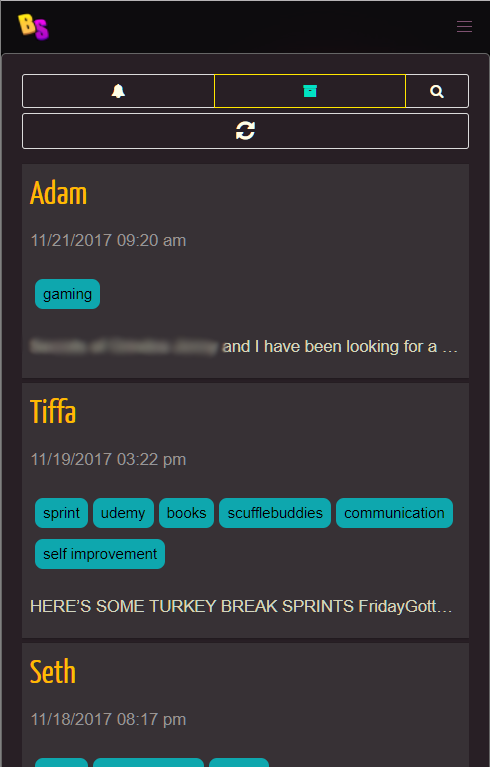 BS
Adam
11/21/2017 09:20 am
gaming
and I have been looking for a …
Tiffa
11/19/2017 03:22 pm
sprint udemy books scufflebuddies communication
self improvement
HERE’S SOME TURKEY BREAK SPRINTS FridayGott…
Seth
11/18/2017 08:17 pm